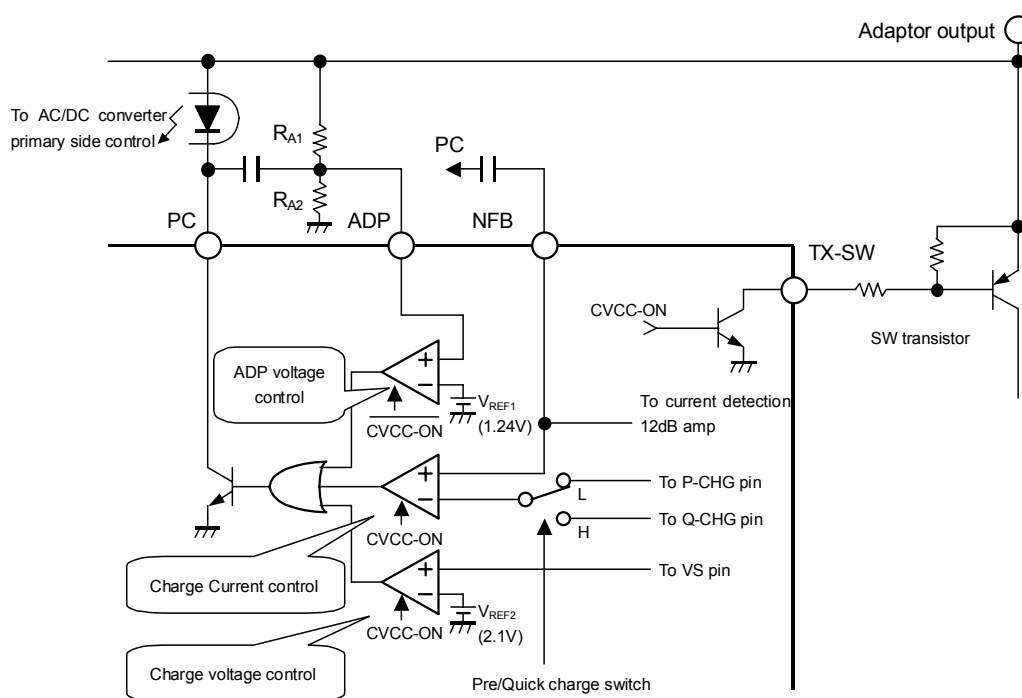 Adaptor output
To AC/DC converter
primary side control
RA1
RA2
PC
PC
ADP
NFB
TX-SW
CVCC-ON
SW transistor
ADP voltage
control
+
−
VREF1
(1.24V)
CVCC-ON
To current detection
12dB amp
+
−
L
To P-CHG pin
H
To Q-CHG pin
CVCC-ON
Charge Current control
+
−
To VS pin
VREF2
(2.1V)
CVCC-ON
Charge voltage control
Pre/Quick charge switch